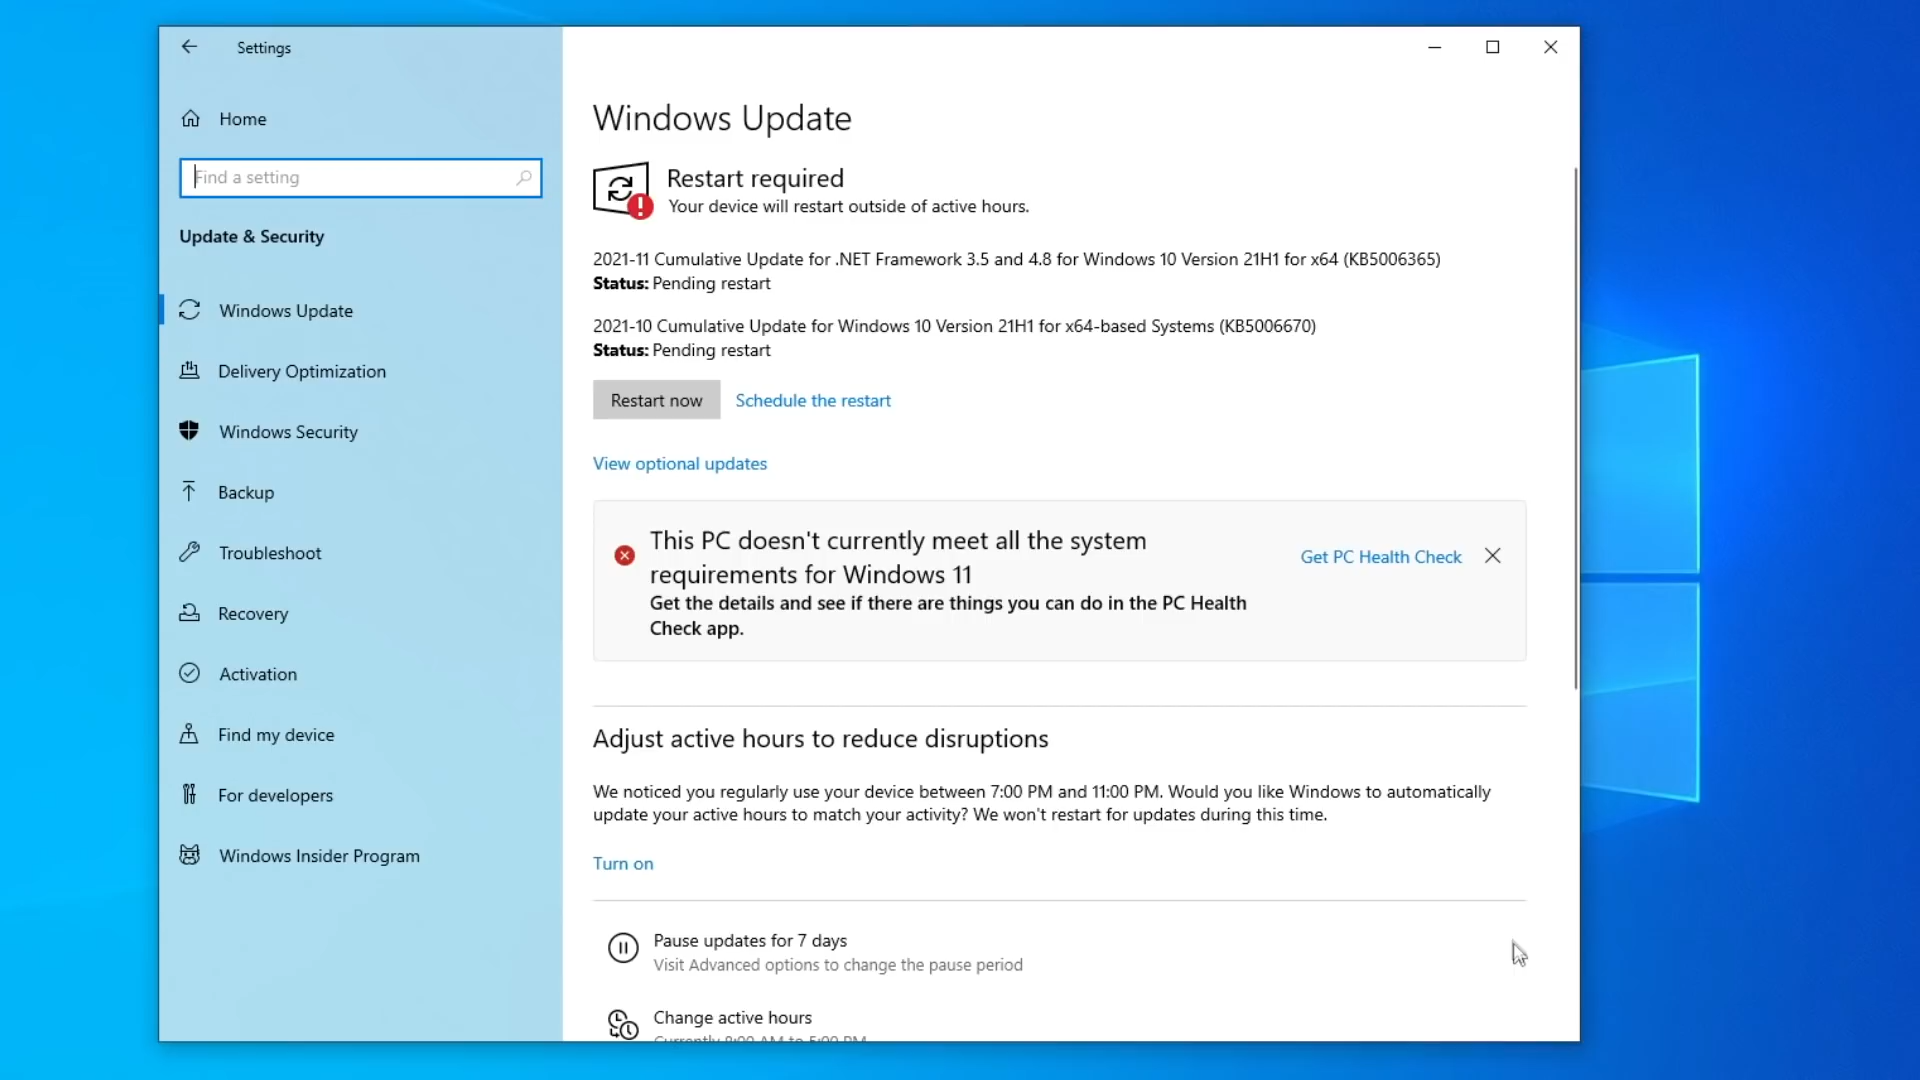 Settings
Home
Find a setting
Update & Security
Windows Update
Delivery Optimization
Windows Security
Backup
Troubleshoot
Recovery
Activation
Find my device
For developers
Windows Insider Program
Windows Update
Restart required
Your device will restart outside of active hours.
2021-11 Cumulative Update for .NET Framework 3.5 and 4.8 for Windows 10 Version 21H1 for x64 (KB5006365)
Status: Pending restart
2021-10 Cumulative Update for Windows 10 Version 21H1 for x64-based Systems (KB5006670)
Status: Pending restart
Restart now Schedule the restart
View optional updates
This PC doesn't currently meet all the system
requirements for Windows 11
Get the details and see if there are things you can do in the PC Health
Check app.
Get PC Health Check
Adjust active hours to reduce disruptions
We noticed you regularly use your device between 7:00 PM and 11:00 PM. Would you like Windows to automatically
update your active hours to match your activity? We won't restart for updates during this time.
Turn on
Pause updates for 7 days
Visit Advanced options to change the pause period
Change active hours
Currently 8:00 AM to 5:00 PM